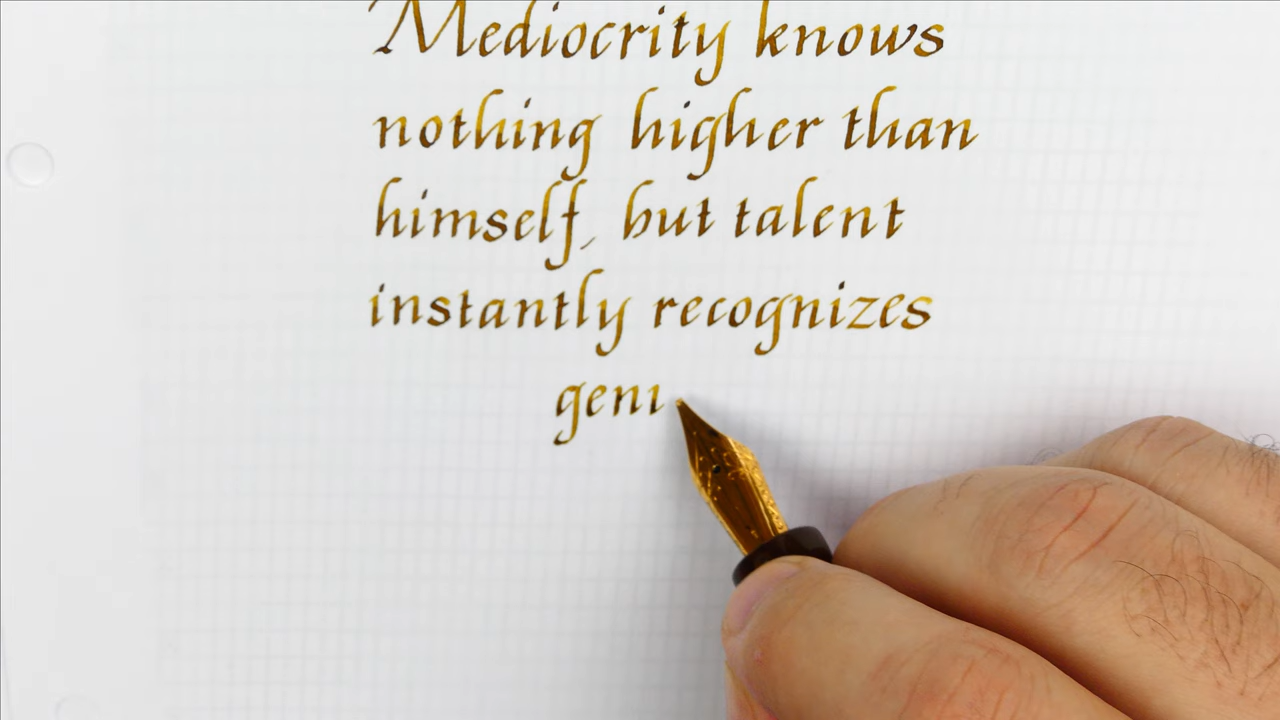 Mediocrity knows
nothing higher than
himself, but talent
instantly recognizes
geni